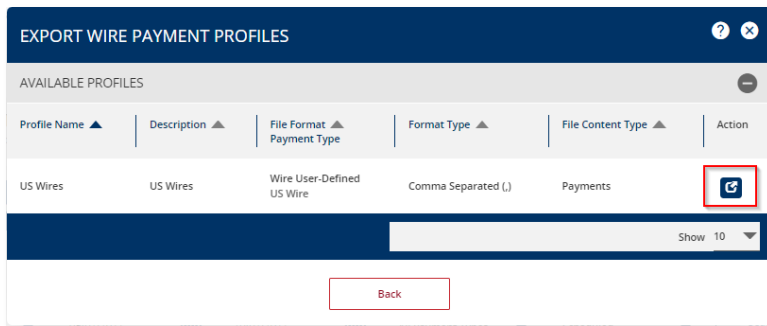 EXPORT WIRE PAYMENT PROFILES
AVAILABLE PROFILES
Profile Name Description File Format Format Type File Content Type Action
Payment Type
US Wires US Wires Wire User-Defined Comma Separated (,) Payments
US Wire
Show 10
Back